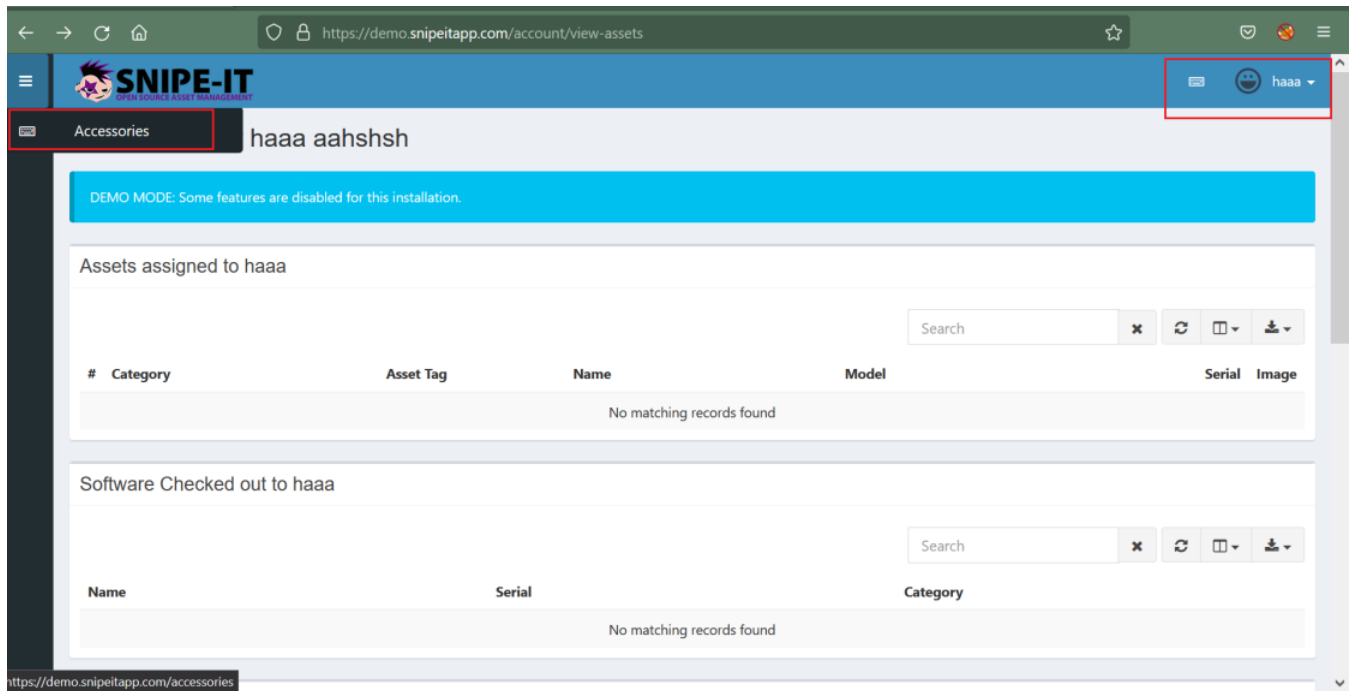 https://demo.snipeitapp.com/account/view-assets
SNIPE-IT
OPEN SOURCE ASSET MANAGEMENT
haaa
Accessories
haaa aahshsh
DEMO MODE: Some features are disabled for this installation.
Assets assigned to haaa
Search
# Category Asset Tag Name Model Serial Image
No matching records found
Software Checked out to haaa
Search
Name Serial Category
No matching records found
https://demo.snipeitapp.com/accessories